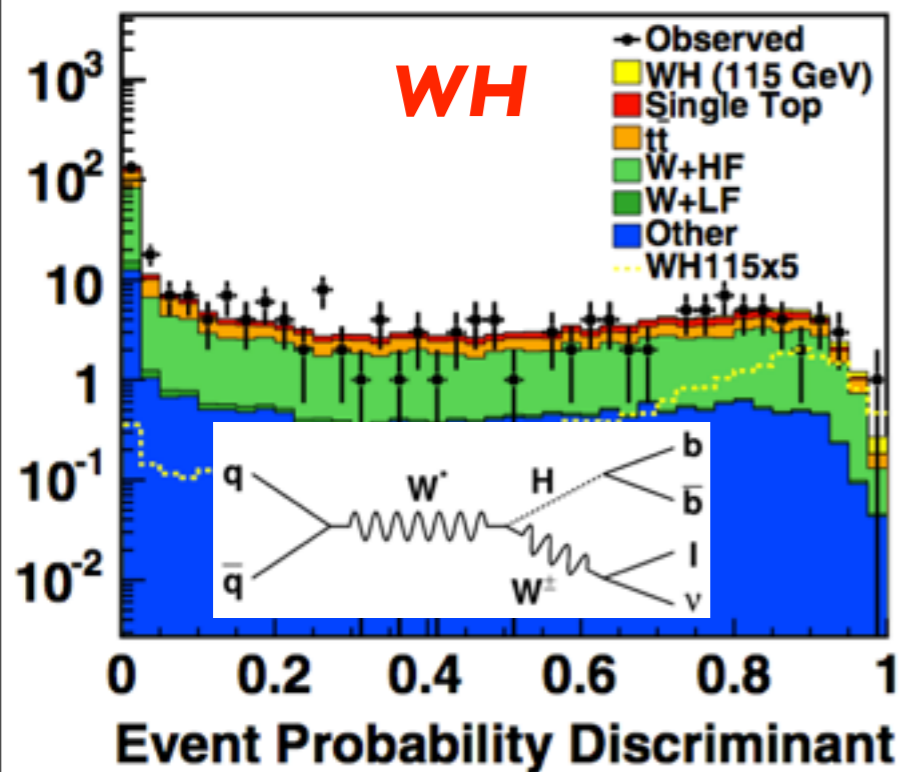 WH
Observed
WH (115 GeV)
Single Top
tt̄
W+HF
W+LF
Other
WH115x5
10³
10²
10
1
10⁻¹
10⁻²
q
q̄
W*
H
W±
b
b̄
l
ν
0 0.2 0.4 0.6 0.8 1
Event Probability Discriminant